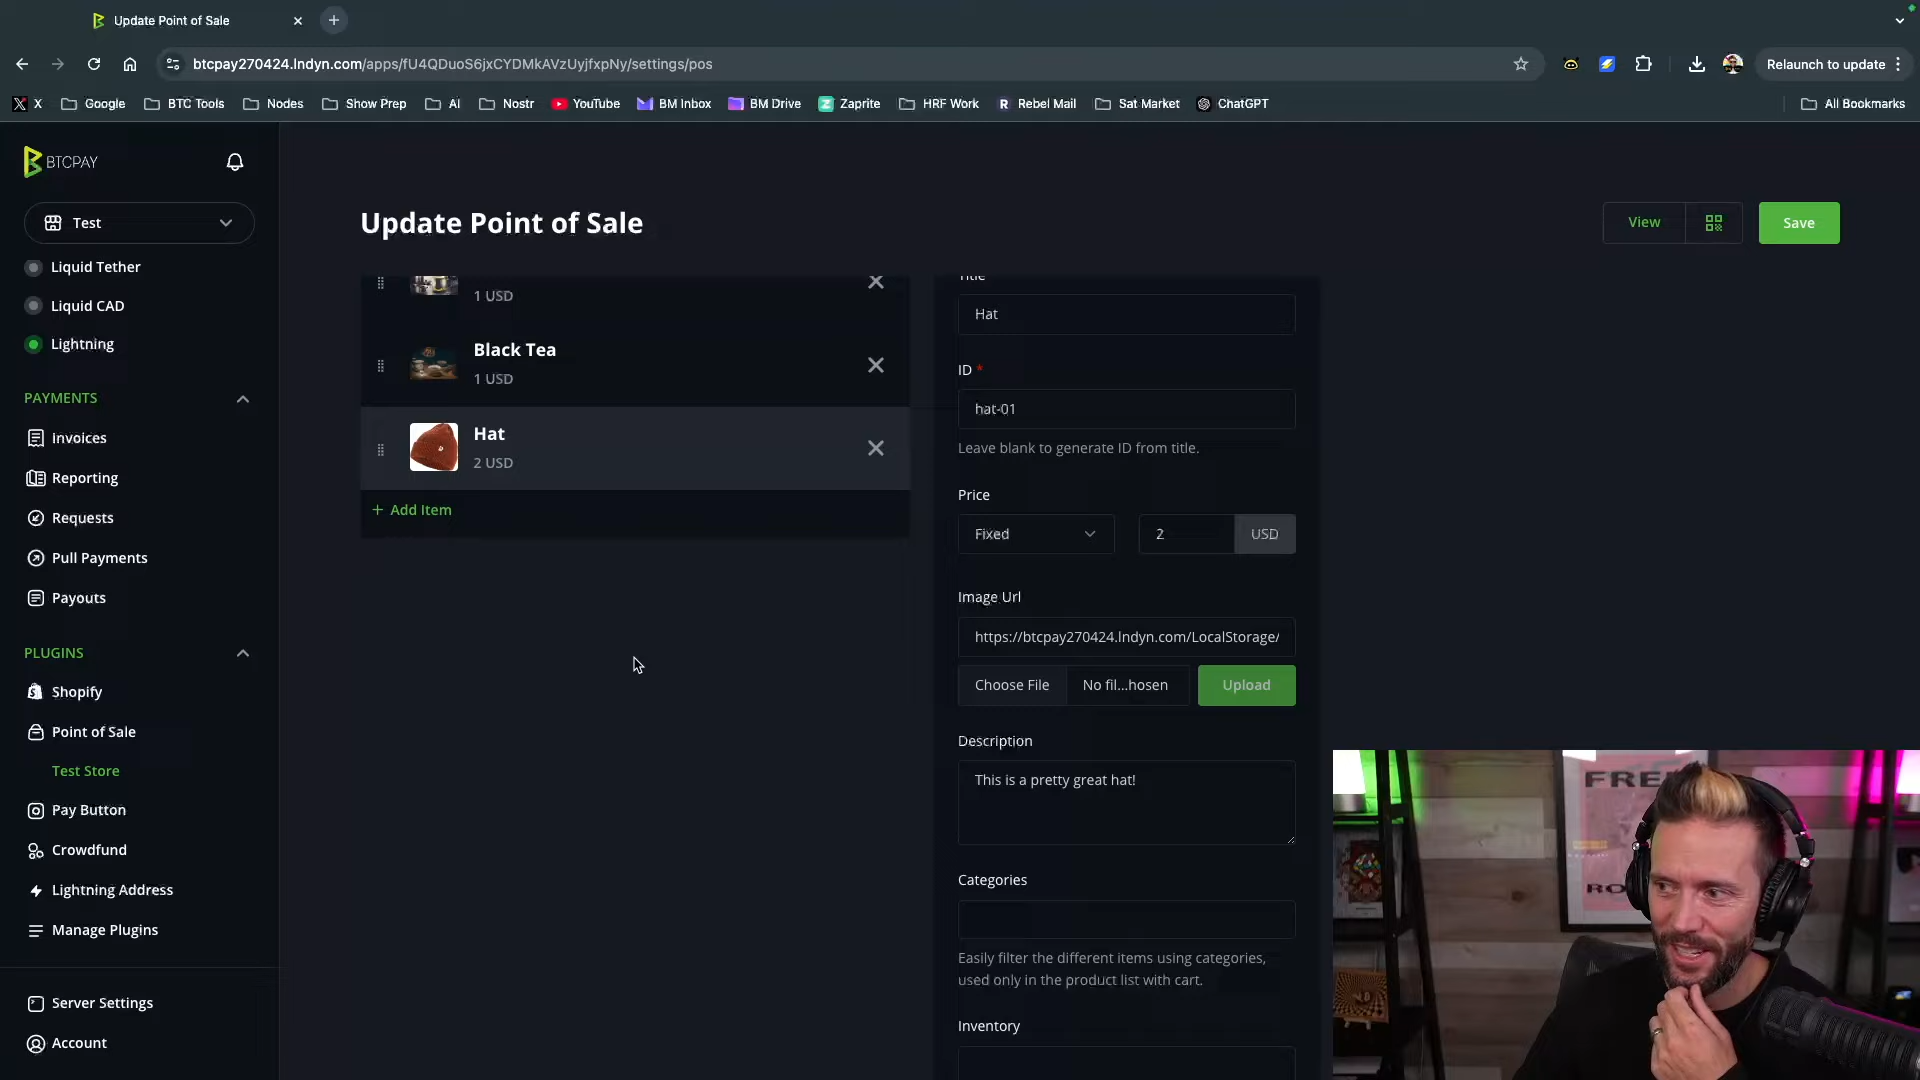 Update Point of Sale
btcpay270424.lndyn.com/apps/fU4QDuoS6jxCYDMkAVzUyjfxpNy/settings/pos
Relaunch to update
X
Google
BTC Tools
Nodes
Show Prep
AI
Nostr
YouTube
BM Inbox
BM Drive
Zaprite
HRF Work
Rebel Mail
Sat Market
ChatGPT
All Bookmarks
BTCPAY
Test
Liquid Tether
Liquid CAD
Lightning
PAYMENTS
Invoices
Reporting
Requests
Pull Payments
Payouts
PLUGINS
Shopify
Point of Sale
Test Store
Pay Button
Crowdfund
Lightning Address
Manage Plugins
Server Settings
Account
Update Point of Sale
View
Save
1 USD
Black Tea
1 USD
Hat
2 USD
+ Add Item
Title
Hat
ID *
hat-01
Leave blank to generate ID from title.
Price
Fixed
2
USD
Image Url
https://btcpay270424.lndyn.com/LocalStorage/
Choose File
No fil...hosen
Upload
Description
This is a pretty great hat!
Categories
Easily filter the different items using categories,
used only in the product list with cart.
Inventory